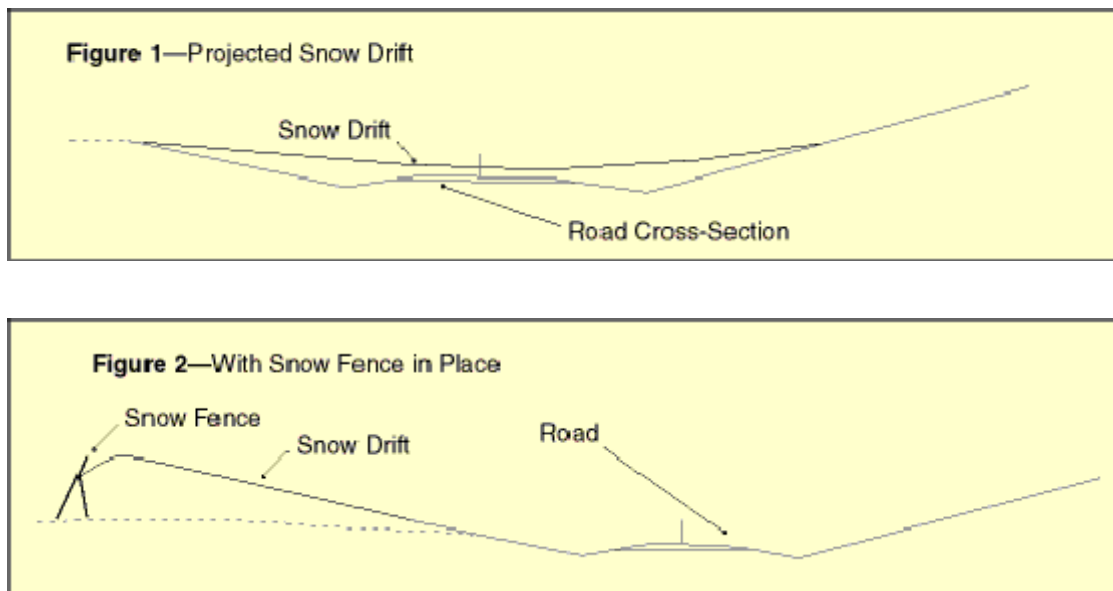 Figure 1—Projected Snow Drift
Snow Drift
Road Cross-Section
Figure 2—With Snow Fence in Place
Snow Fence
Snow Drift
Road